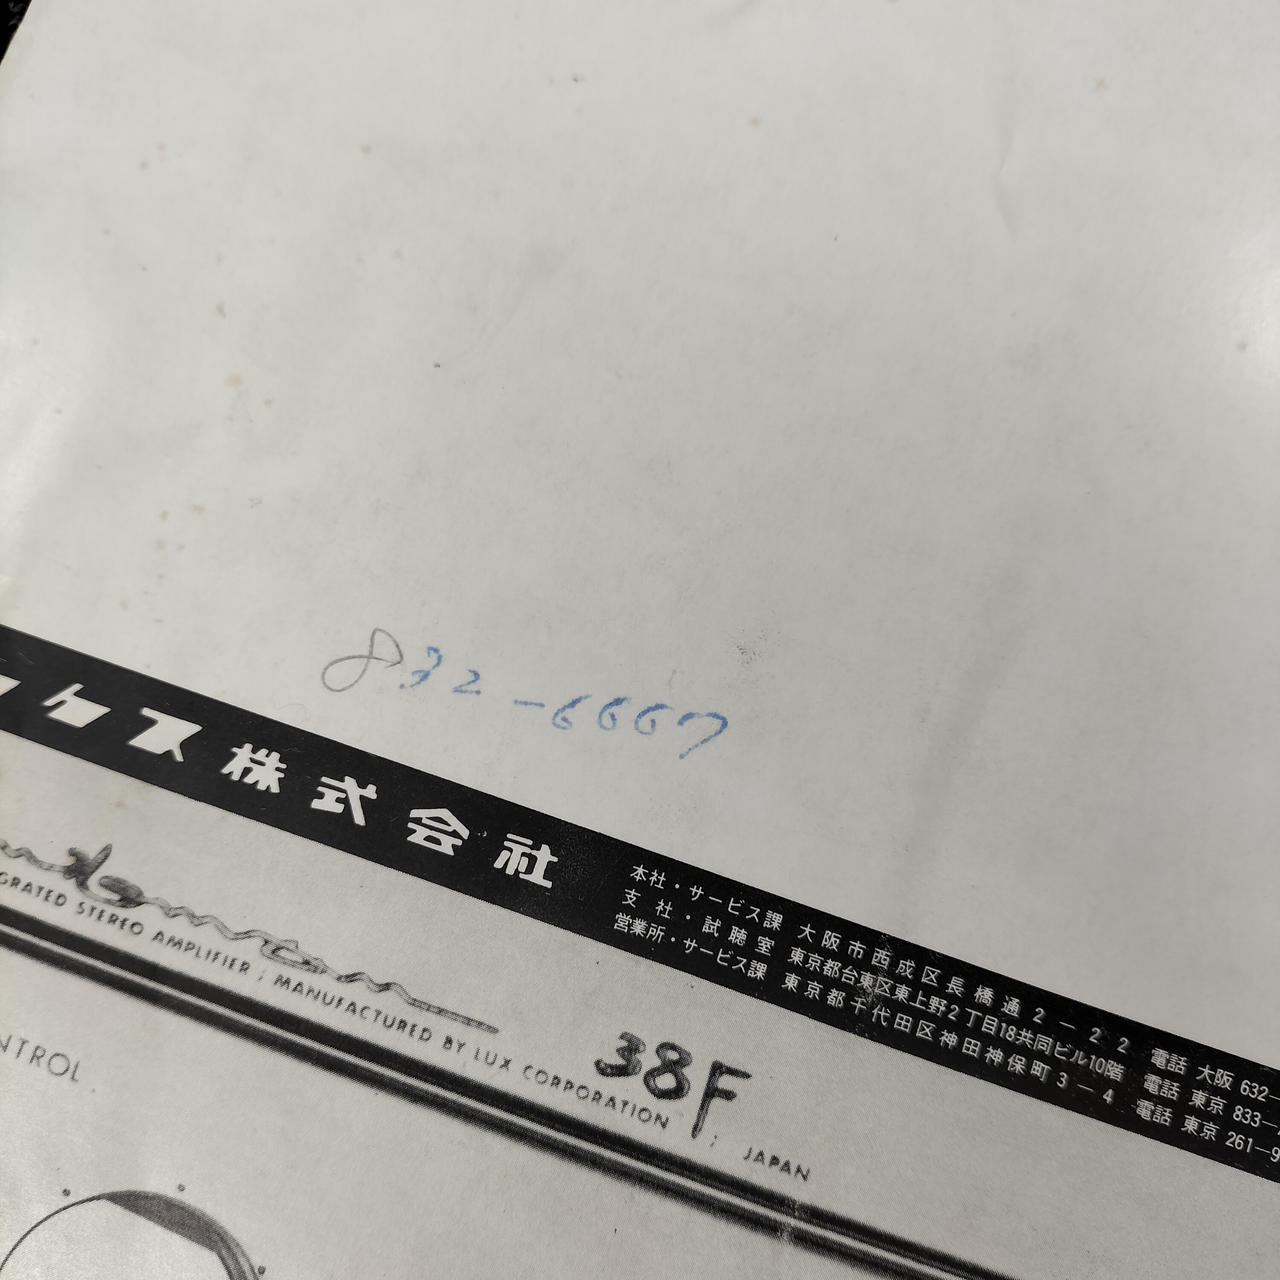 832-6667
クス株式会社
本社・サービス課 大阪市西成区長橋通2-22 電話 大阪 632-
支社・試聴室 東京都台東区東上野2丁目18共同ビル10階 電話 東京 833-
営業所・サービス課 東京都千代田区神田神保町3-4 電話 東京 261-9
GRATED STEREO AMPLIFIER ; MANUFACTURED BY LUX CORPORATION ; JAPAN
38F
NTROL